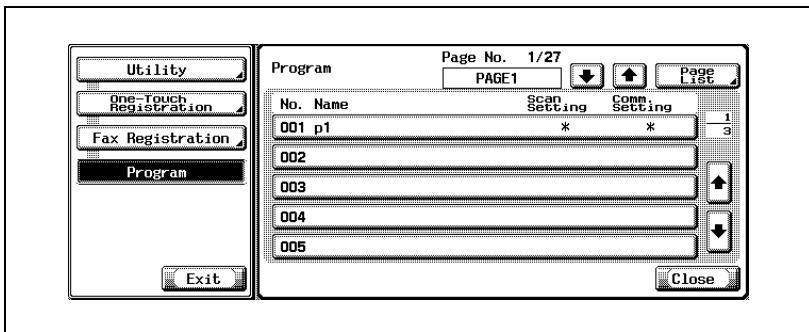 Utility
One-Touch
Registration
Fax Registration
Program
Exit
Program
Page No. 1/27
PAGE1
Page
List
No. Name
Scan
Setting
Comm.
Setting
001 p1 * *
1
3
002
003
004
005
Close